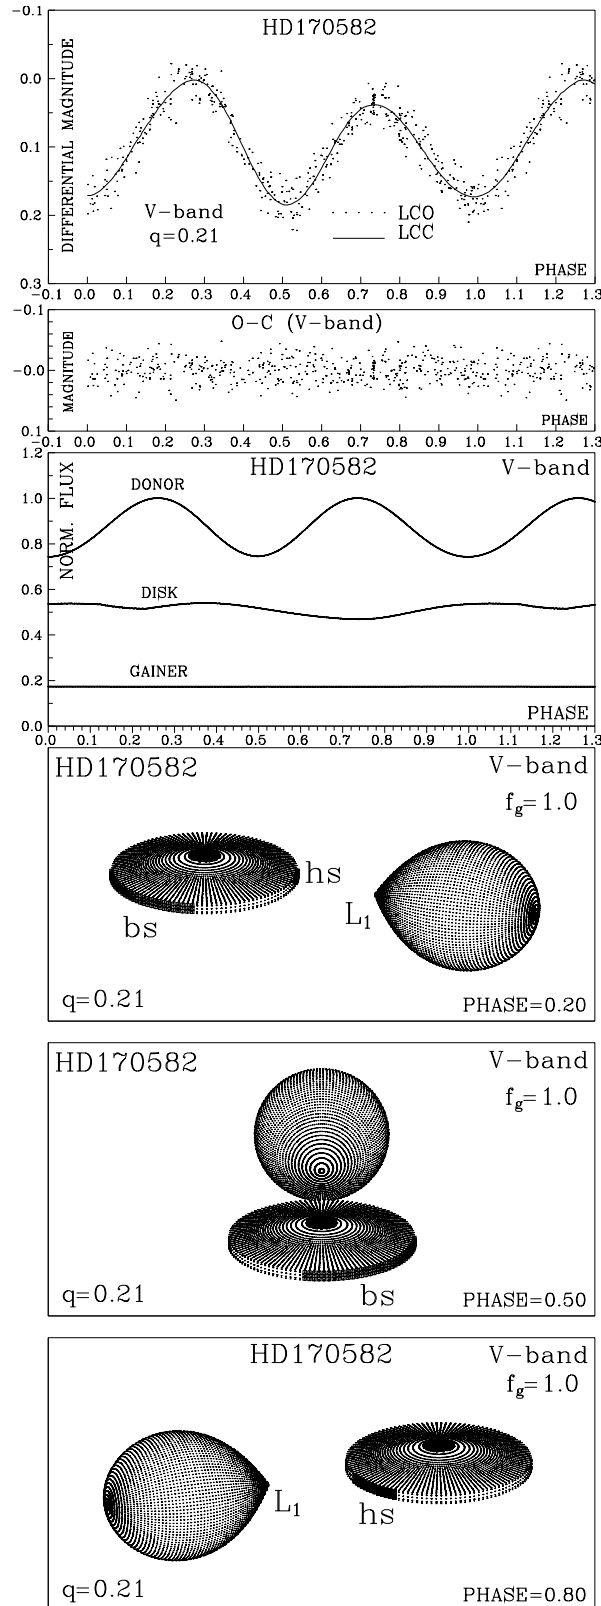 HD170582
DIFFERENTIAL MAGNITUDE
−0.1
0.0
0.1
0.2
0.3
V−band
q=0.21
LCO
LCC
PHASE
−0.1 0.0 0.1 0.2 0.3 0.4 0.5 0.6 0.7 0.8 0.9 1.0 1.1 1.2 1.3
O−C (V−band)
MAGNITUDE
−0.1
−0.0
0.1
PHASE
−0.1 0.0 0.1 0.2 0.3 0.4 0.5 0.6 0.7 0.8 0.9 1.0 1.1 1.2 1.3
HD170582
V−band
NORM. FLUX
1.2
1.0
0.8
0.6
0.4
0.2
0.0
DONOR
DISK
GAINER
PHASE
0.0 0.1 0.2 0.3 0.4 0.5 0.6 0.7 0.8 0.9 1.0 1.1 1.2 1.3
HD170582
V−band
fg=1.0
hs
bs
L1
q=0.21
PHASE=0.20
HD170582
V−band
fg=1.0
q=0.21
bs
PHASE=0.50
HD170582
V−band
fg=1.0
L1
hs
q=0.21
PHASE=0.80